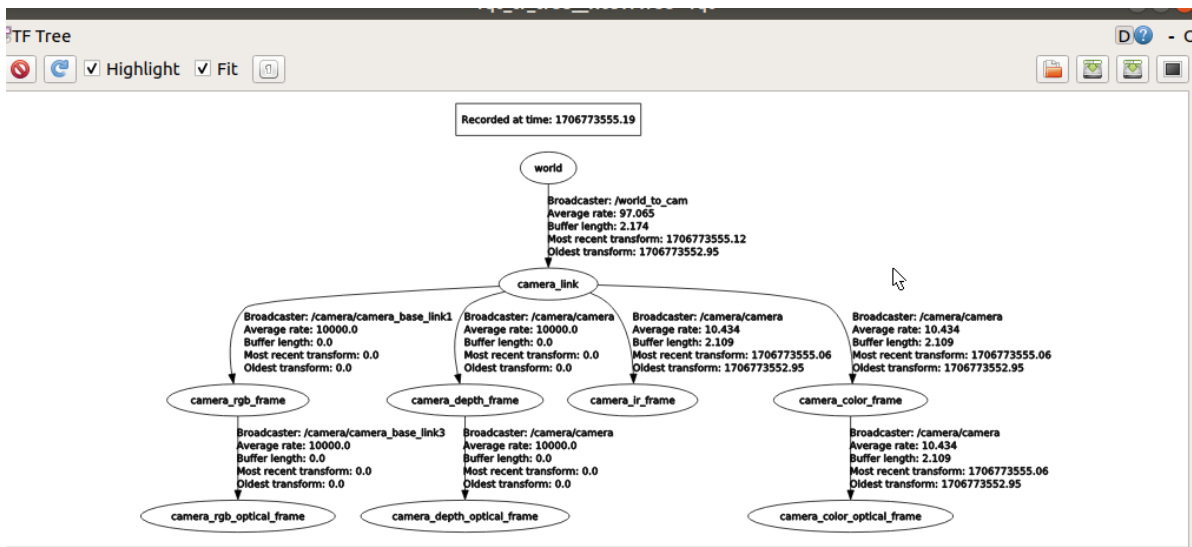 TF Tree
D
- C
Highlight
Fit
Recorded at time: 1706773555.19
world
Broadcaster: /world_to_cam
Average rate: 97.065
Buffer length: 2.174
Most recent transform: 1706773555.12
Oldest transform: 1706773552.95
camera_link
Broadcaster: /camera/camera_base_link1
Average rate: 10000.0
Buffer length: 0.0
Most recent transform: 0.0
Oldest transform: 0.0
Broadcaster: /camera/camera
Average rate: 10000.0
Buffer length: 0.0
Most recent transform: 0.0
Oldest transform: 0.0
Broadcaster: /camera/camera
Average rate: 10.434
Buffer length: 2.109
Most recent transform: 1706773555.06
Oldest transform: 1706773552.95
Broadcaster: /camera/camera
Average rate: 10.434
Buffer length: 2.109
Most recent transform: 1706773555.06
Oldest transform: 1706773552.95
camera_rgb_frame
camera_depth_frame
camera_ir_frame
camera_color_frame
Broadcaster: /camera/camera_base_link3
Average rate: 10000.0
Buffer length: 0.0
Most recent transform: 0.0
Oldest transform: 0.0
Broadcaster: /camera/camera
Average rate: 10000.0
Buffer length: 0.0
Most recent transform: 0.0
Oldest transform: 0.0
Broadcaster: /camera/camera
Average rate: 10.434
Buffer length: 2.109
Most recent transform: 1706773555.06
Oldest transform: 1706773552.95
camera_rgb_optical_frame
camera_depth_optical_frame
camera_color_optical_frame